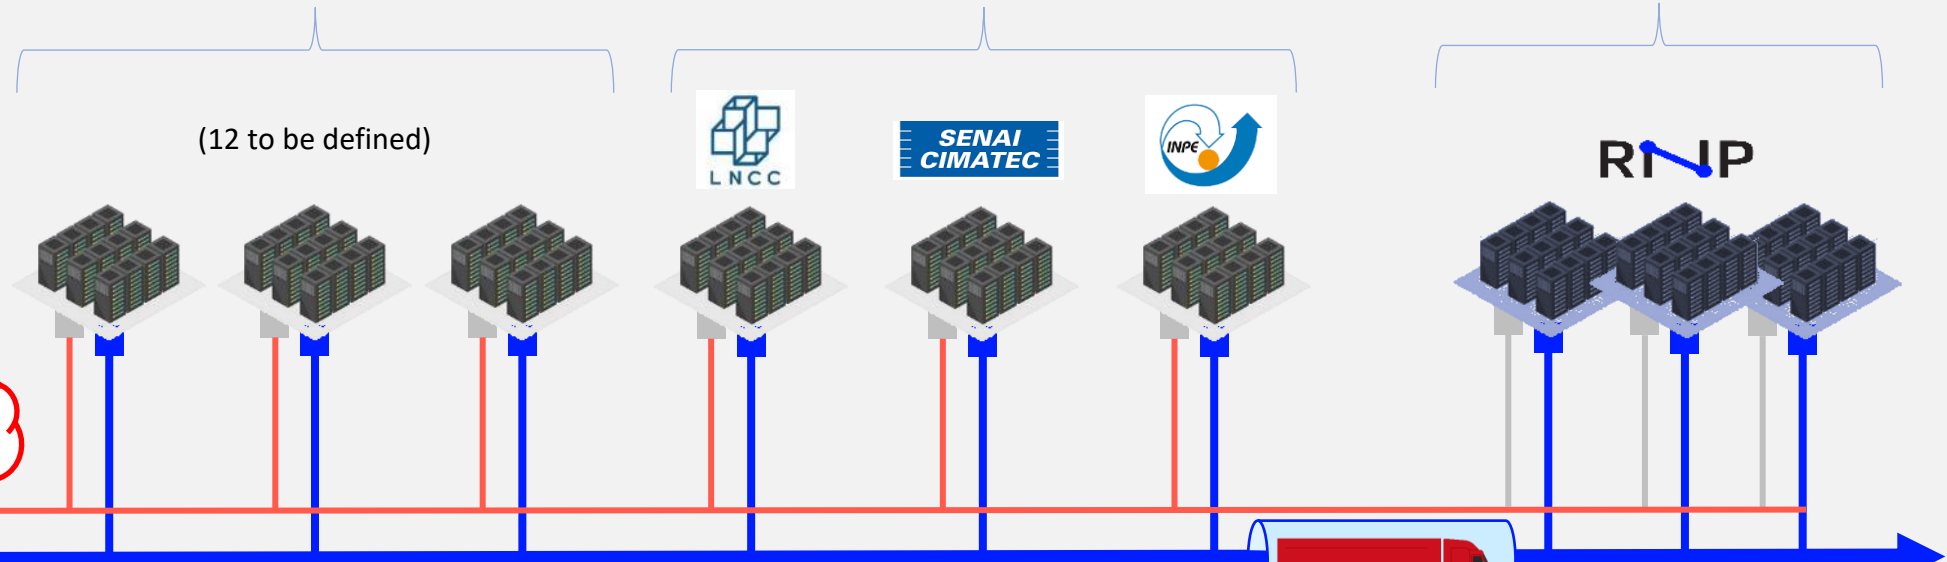 (12 to be defined)
LNCC
SENAI
CIMATEC
INPE
RNP